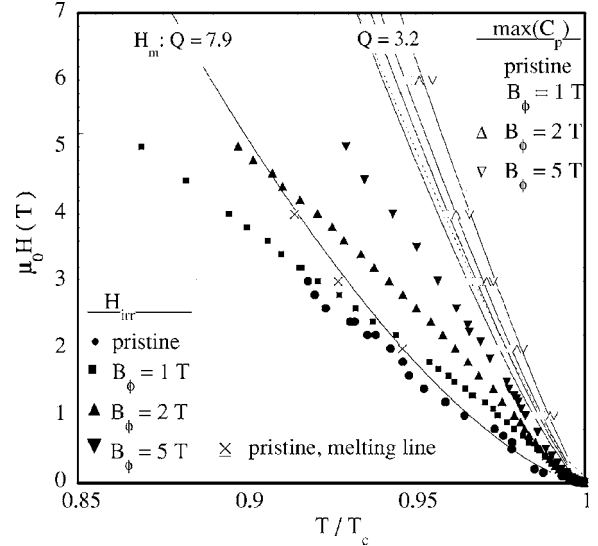 7
6
5
4
3
2
1
0
μ₀H(T)
H_m: Q = 7.9
Q = 3.2
max(C_p)
pristine
B_ϕ = 1 T
△ B_ϕ = 2 T
▽ B_ϕ = 5 T
H_irr
● pristine
■ B_ϕ = 1 T
▲ B_ϕ = 2 T
▼ B_ϕ = 5 T
× pristine, melting line
0.85
0.9
0.95
1
T/T_c